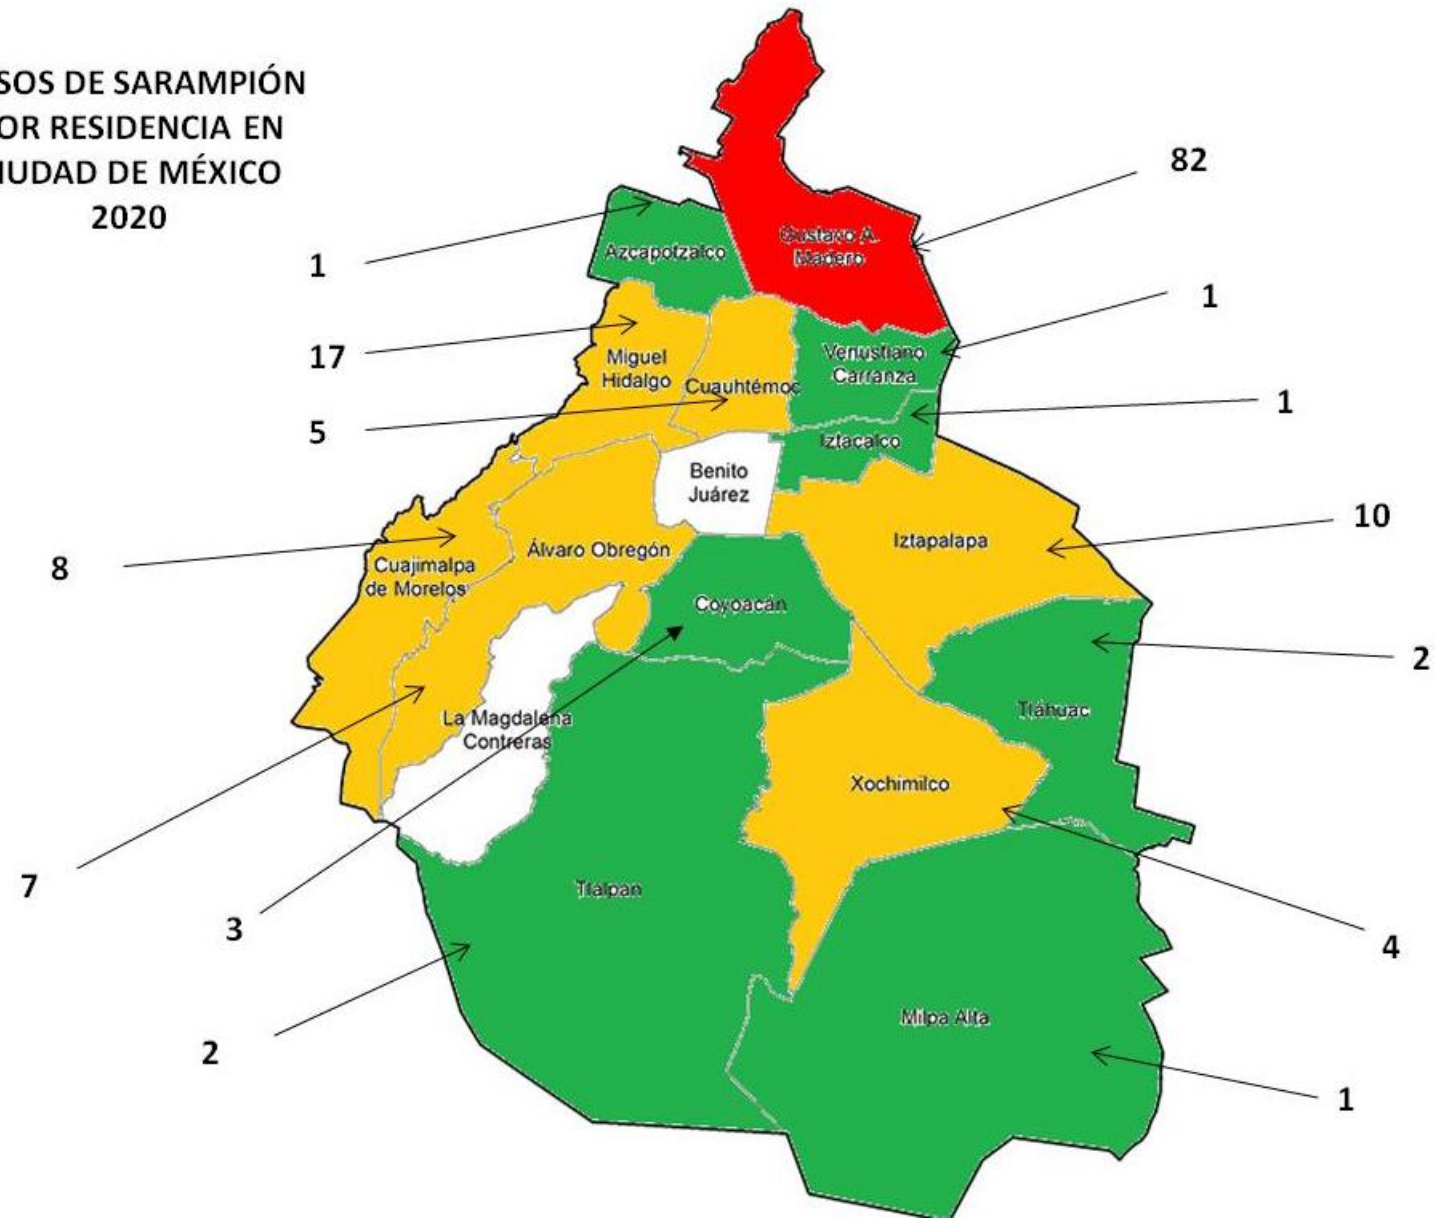 SOS DE SARAMPIÓN
OR RESIDENCIA EN
IUDAD DE MÉXICO
2020
82
1
Gustavo A.
Madero
Azcapotzalco
1
17
Miguel
Hidalgo
Venustiano
Carranza
Cuauhtémoc
1
5
Iztacalco
Benito
Juárez
10
Iztapalapa
Álvaro Obregón
8
Cuajimalpa
de Morelos
Coyoacán
2
Tláhuac
La Magdalena
Contreras
Xochimilco
7
Tlalpan
3
4
Milpa Alta
2
1